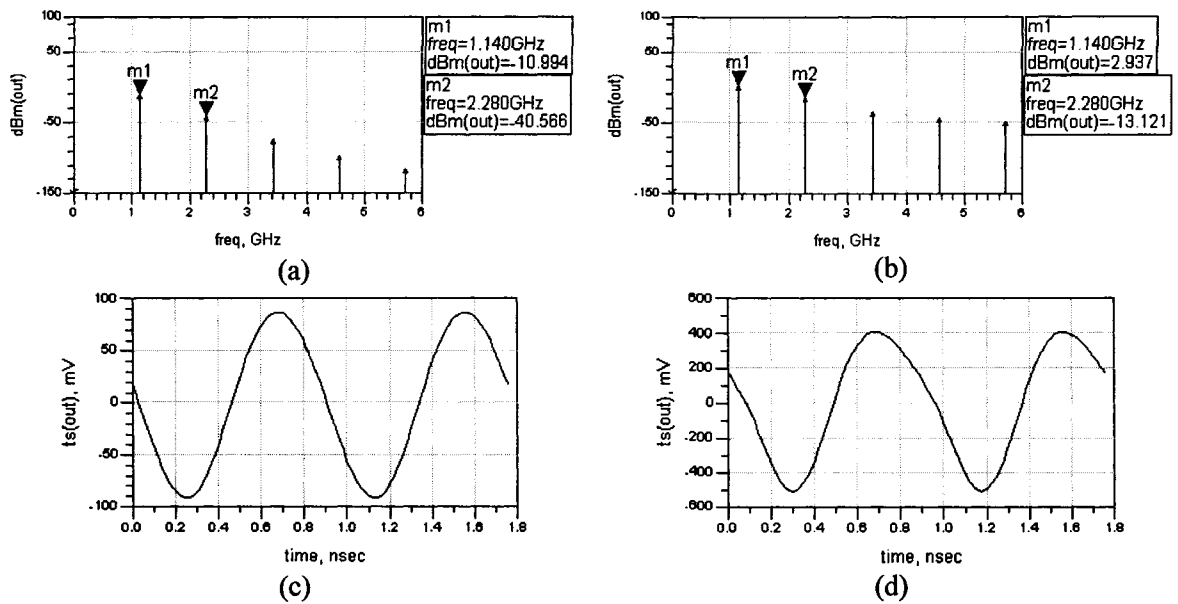 100
50
-50
-150
dBm(out)
m1
m2
0 1 2 3 4 5 6
freq, GHz
m1
freq=1.140GHz
dBm(out)=-10.994
m2
freq=2.280GHz
dBm(out)=-40.566
(a)
100
50
-50
-150
dBm(out)
m1
m2
0 1 2 3 4 5 6
freq, GHz
m1
freq=1.140GHz
dBm(out)=2.937
m2
freq=2.280GHz
dBm(out)=-13.121
(b)
100
50
0
-50
-100
ts(out), mV
0.0 0.2 0.4 0.6 0.8 1.0 1.2 1.4 1.6 1.8
time, nsec
(c)
600
400
200
0
-200
-400
-600
ts(out), mV
0.0 0.2 0.4 0.6 0.8 1.0 1.2 1.4 1.6 1.8
time, nsec
(d)